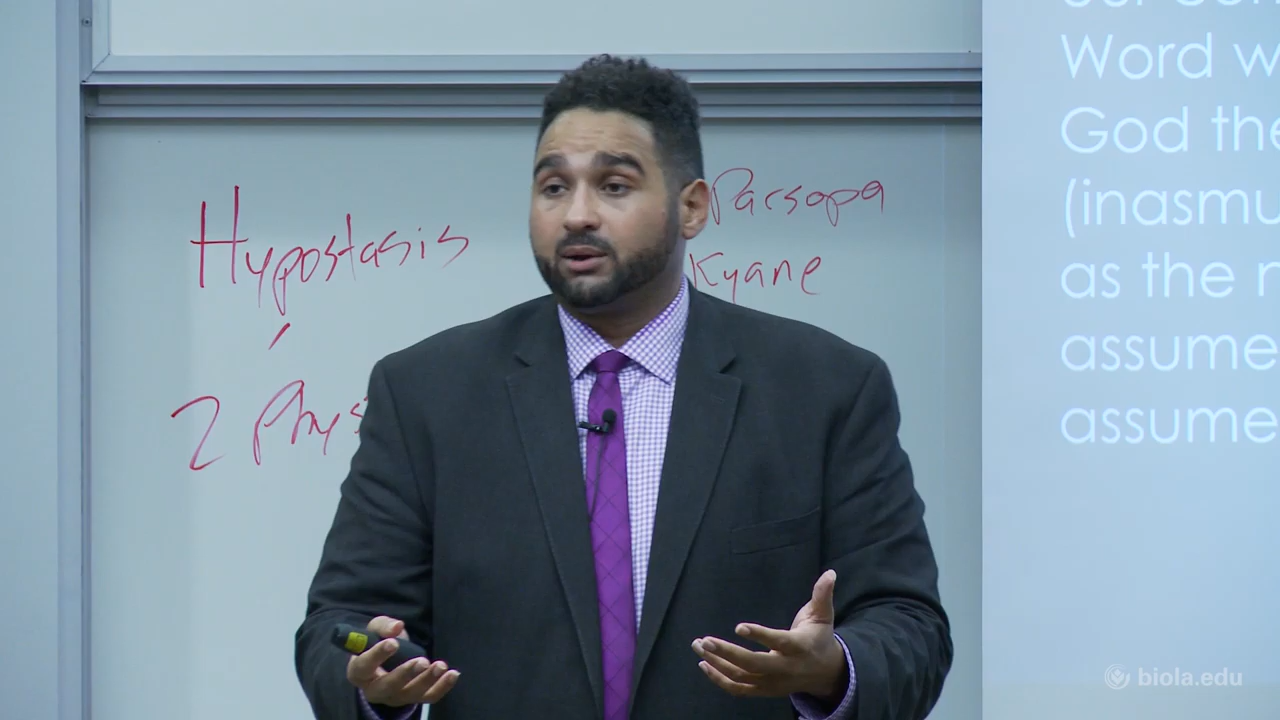 Hypostasis
2 Phys
Parsopa
Kyane
Word w
God the
(inasmu
as the
assume
assume
biola.edu